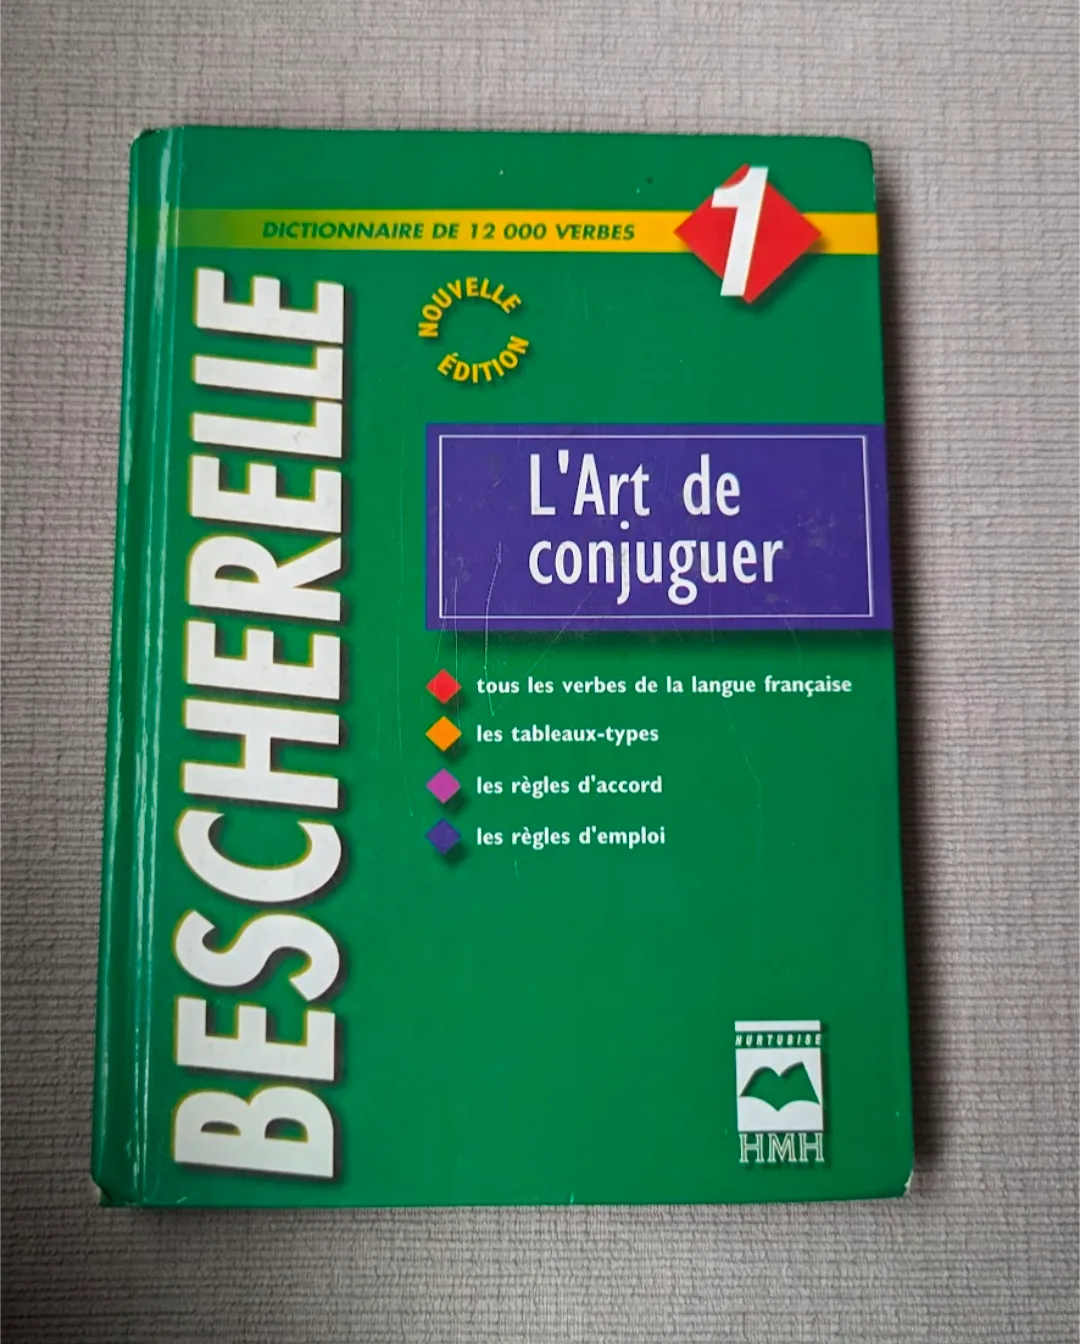 DICTIONNAIRE DE 12 000 VERBES
1
NOUVELLE
ÉDITION
BESCHERELLE
L'Art de
conjuguer
tous les verbes de la langue française
les tableaux-types
les règles d'accord
les règles d'emploi
HURTUBISE
HMH